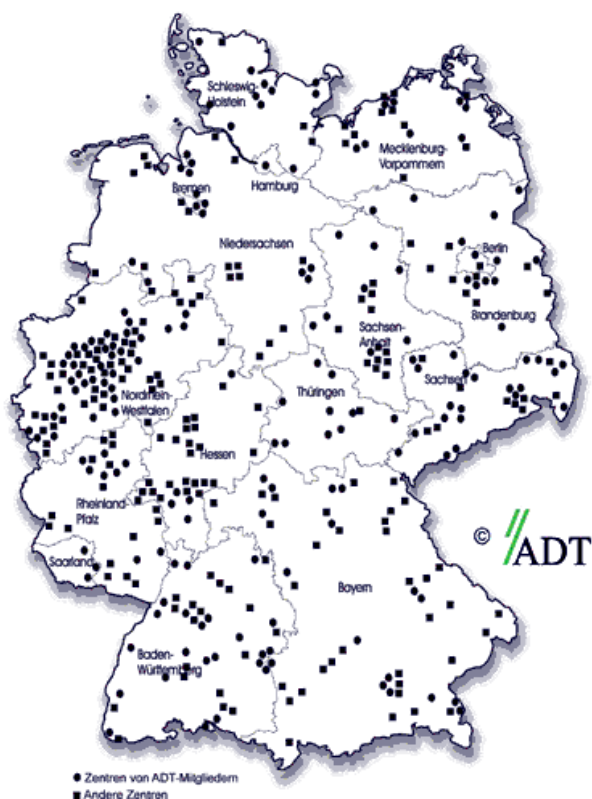 Schleswig-
Holstein
Mecklenburg-
Vorpommern
Bremen
Hamburg
Niedersachsen
Berlin
Brandenburg
Sachsen-
Anhalt
Sachsen
Thüringen
Nordrhein-
Westfalen
Hessen
Rheinland-
Pfalz
Saarland
© ADT
Bayern
Baden-
Württemberg
Zentren von ADT-Mitgliedern
Andere Zentren